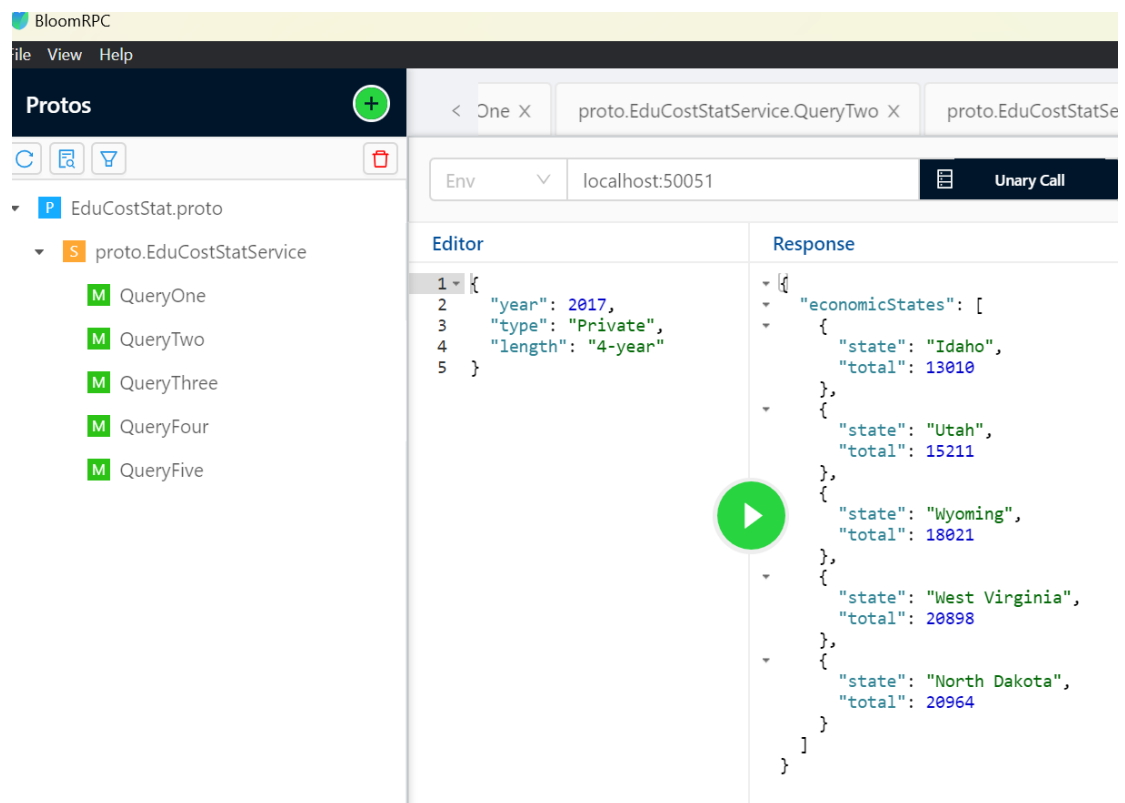 BloomRPC
File View Help
Protos
+
One X
proto.EduCostStatService.QueryTwo X
proto.EduCostStatSe
Env
localhost:50051
Unary Call
P EduCostStat.proto
S proto.EduCostStatService
M QueryOne
M QueryTwo
M QueryThree
M QueryFour
M QueryFive
Editor
1 {
2 "year": 2017,
3 "type": "Private",
4 "length": "4-year"
5 }
Response
{
"economicStates": [
{
"state": "Idaho",
"total": 13010
},
{
"state": "Utah",
"total": 15211
},
{
"state": "Wyoming",
"total": 18021
},
{
"state": "West Virginia",
"total": 20898
},
{
"state": "North Dakota",
"total": 20964
}
]
}